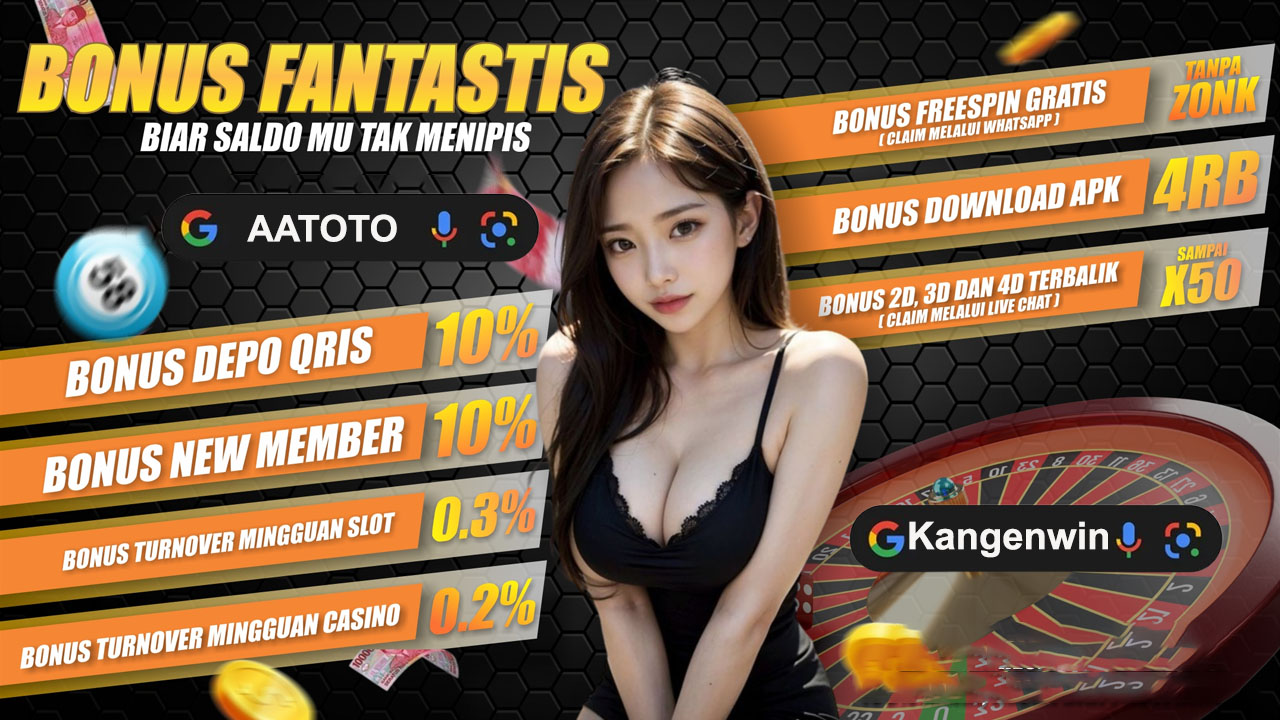 BONUS FANTASTIS
BIAR SALDO MU TAK MENIPIS
AATOTO
BONUS DEPO QRIS 10%
BONUS NEW MEMBER 10%
BONUS TURNOVER MINGGUAN SLOT 0.3%
BONUS TURNOVER MINGGUAN CASINO 0.2%
BONUS FREESPIN GRATIS
( CLAIM MELALUI WHATSAPP )
TANPA
ZONK
BONUS DOWNLOAD APK 4RB
BONUS 2D, 3D DAN 4D TERBALIK
( CLAIM MELALUI LIVE CHAT )
SAMPAI
X50
Kangenwin